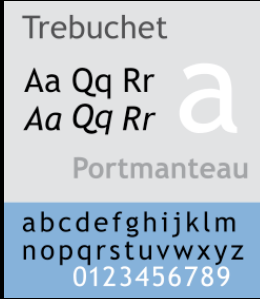 Trebuchet
Aa Qq Rr
Aa Qq Rr
a
Portmanteau
abcdefghijklm
nopqrstuvwxyz
0123456789